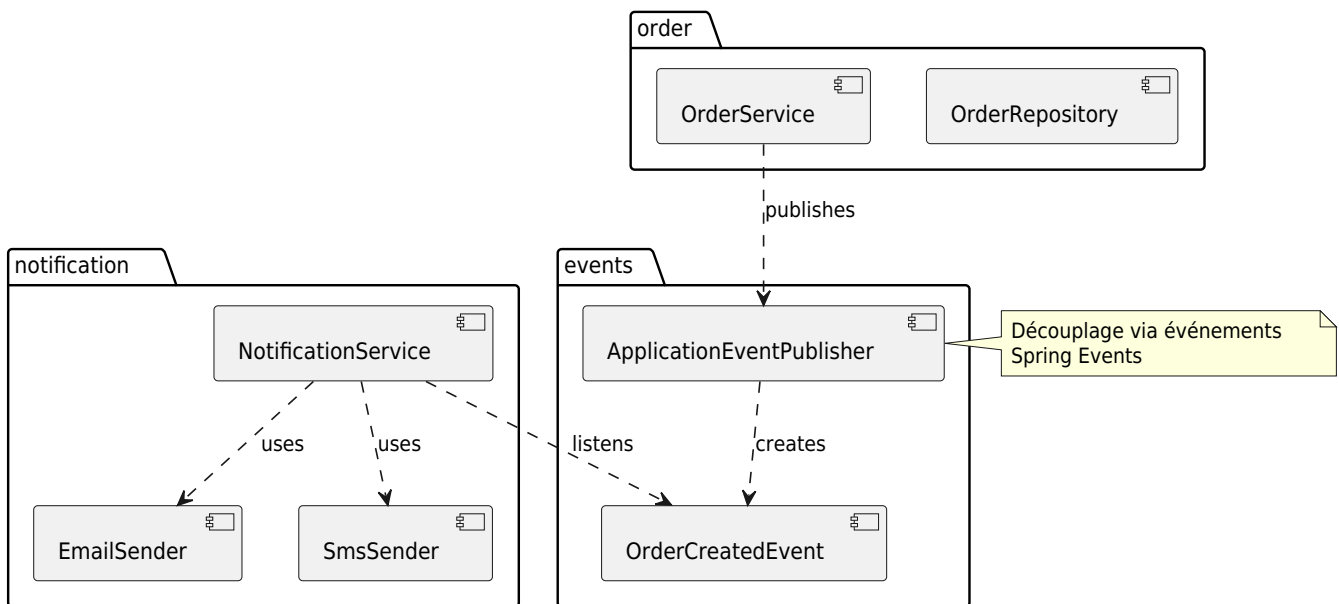 order
OrderService
OrderRepository
publishes
notification
events
NotificationService
ApplicationEventPublisher
Découplage via événements
Spring Events
uses
uses
listens
creates
EmailSender
SmsSender
OrderCreatedEvent